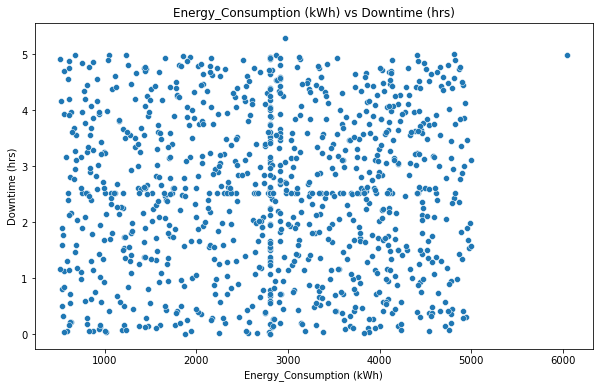 Energy_Consumption (kWh) vs Downtime (hrs)
Downtime (hrs)
5
4
3
2
1
0
1000 2000 3000 4000 5000 6000
Energy_Consumption (kWh)